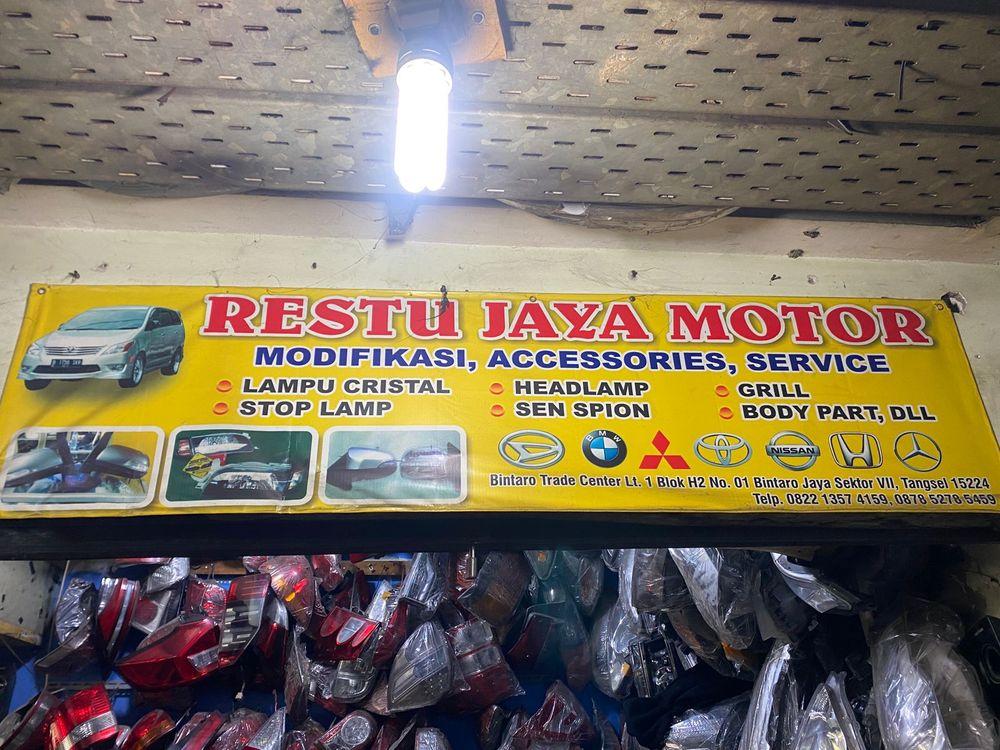 RESTU JAYA MOTOR
MODIFIKASI, ACCESSORIES, SERVICE
LAMPU CRISTAL
HEADLAMP
GRILL
STOP LAMP
SEN SPION
BODY PART, DLL
BMW
NISSAN
Bintaro Trade Center Lt. 1 Blok H2 No. 01 Bintaro Jaya Sektor VII, Tangsel 15224
Telp. 0822 1357 4159, 0878 5278 5459